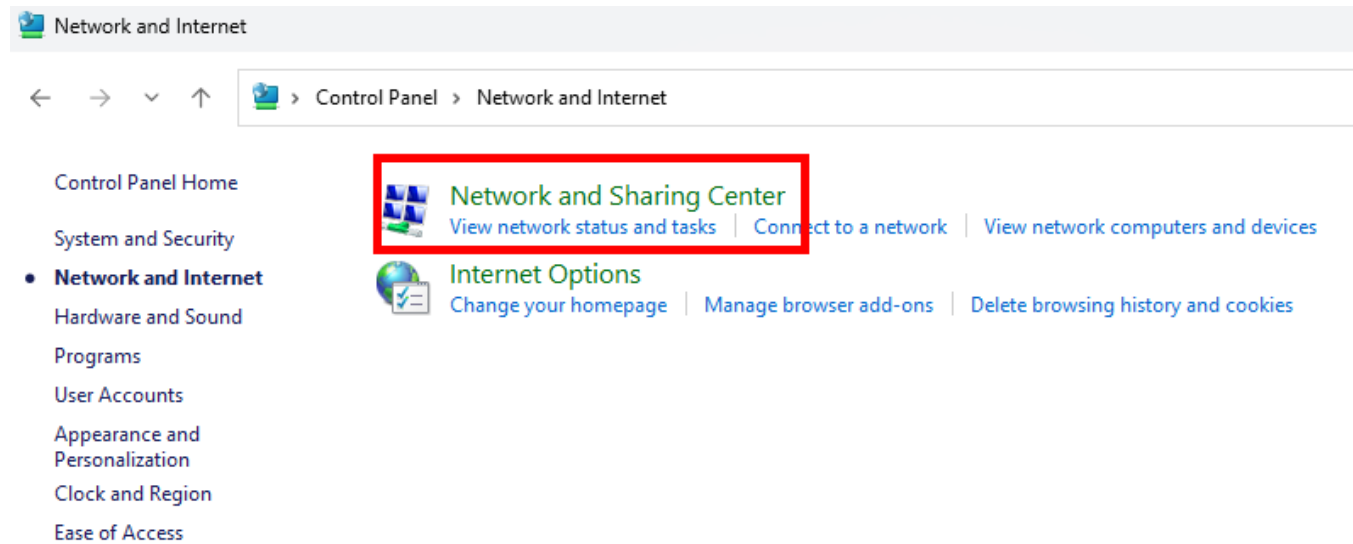 Network and Internet
Control Panel > Network and Internet
Control Panel Home
System and Security
Network and Internet
Hardware and Sound
Programs
User Accounts
Appearance and
Personalization
Clock and Region
Ease of Access
Network and Sharing Center
View network status and tasks | Connect to a network | View network computers and devices
Internet Options
Change your homepage | Manage browser add-ons | Delete browsing history and cookies